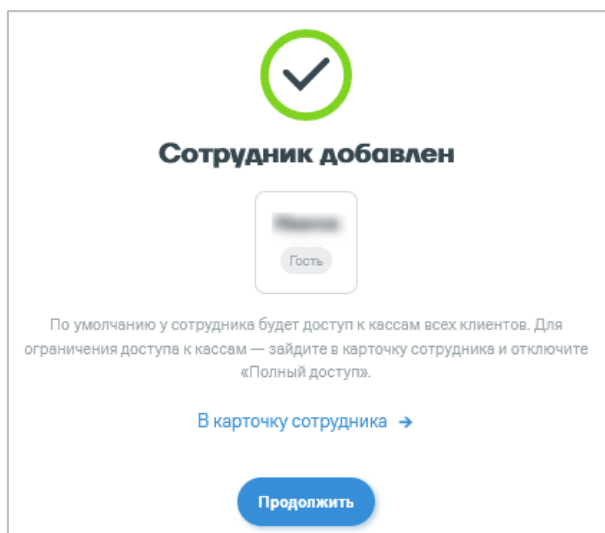 Сотрудник добавлен
Гость
По умолчанию у сотрудника будет доступ к кассам всех клиентов. Для
ограничения доступа к кассам — зайдите в карточку сотрудника и отключите
«Полный доступ».
В карточку сотрудника →
Продолжить